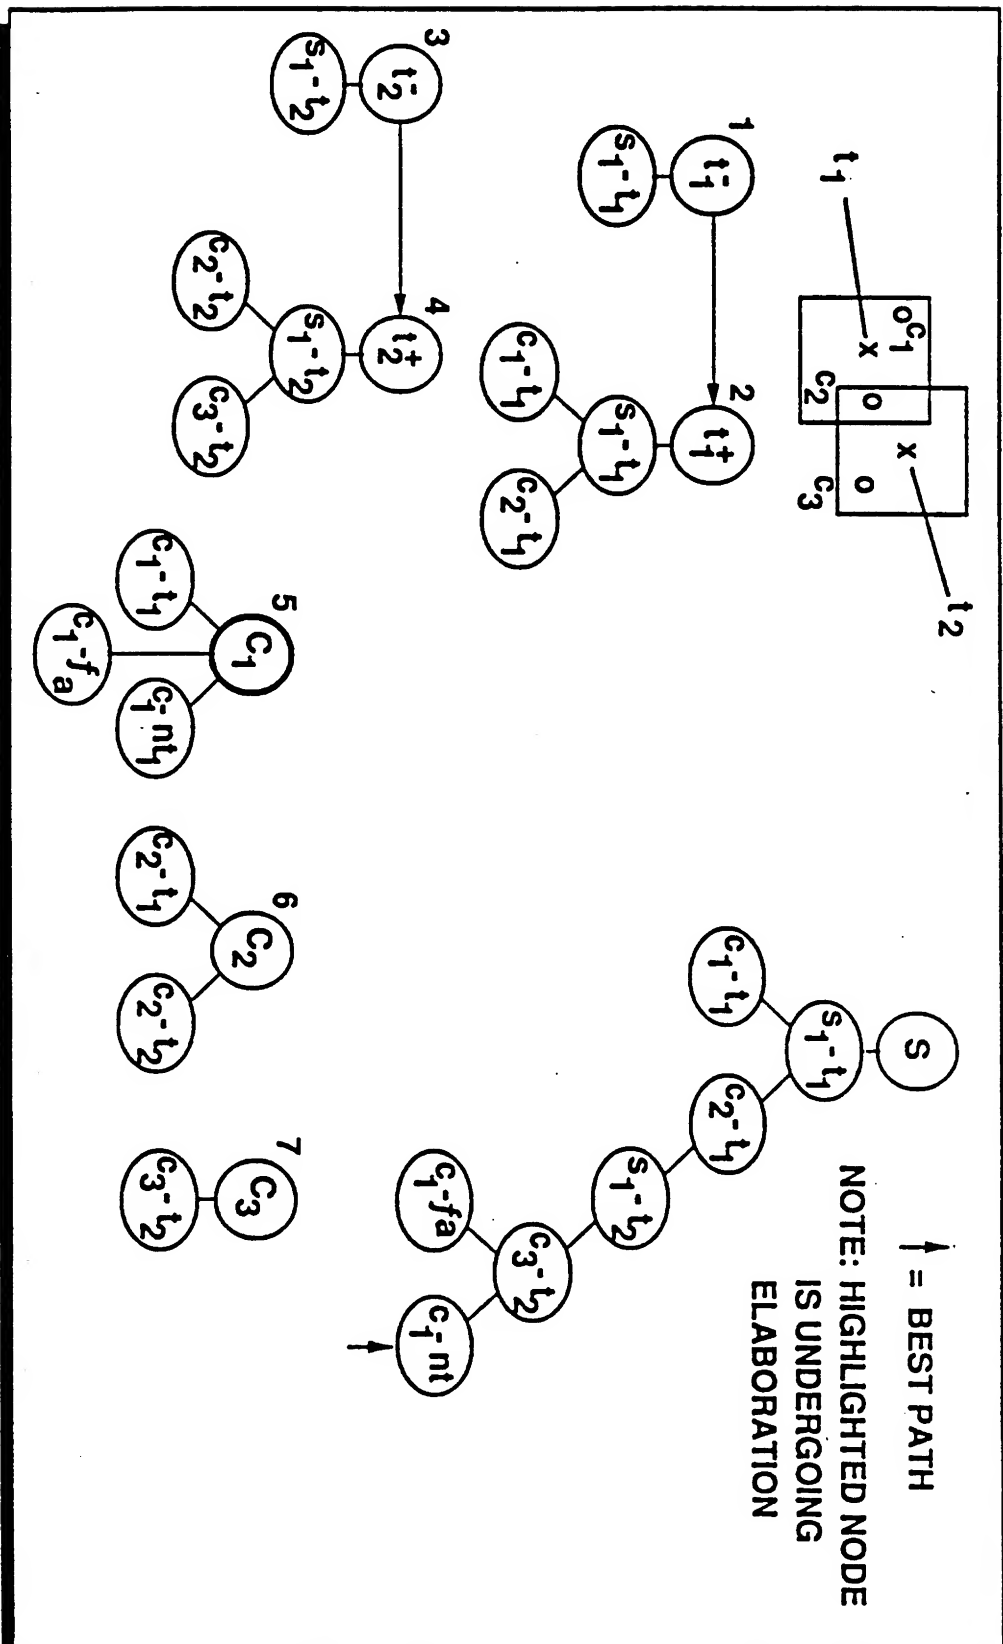 t₁
oC₁
x
C₂
o
x
o
C₃
t₂
1
t₁⁻
s₁-t₁
2
t₁⁺
s₁-t₁
c₁-t₁
c₂-t₁
3
t₂⁻
s₁-t₂
4
t₂⁺
s₁-t₂
c₂-t₂
c₃-t₂
5
C₁
c₁-t₁
c₁-nt₁
c₁-fₐ
6
C₂
c₂-t₁
c₂-t₂
7
C₃
c₃-t₂
S
s₁-t₁
c₁-t₁
c₂-t₁
s₁-t₂
c₃-t₂
c₁-fa
c₁-nt
= BEST PATH
NOTE: HIGHLIGHTED NODE
IS UNDERGOING
ELABORATION